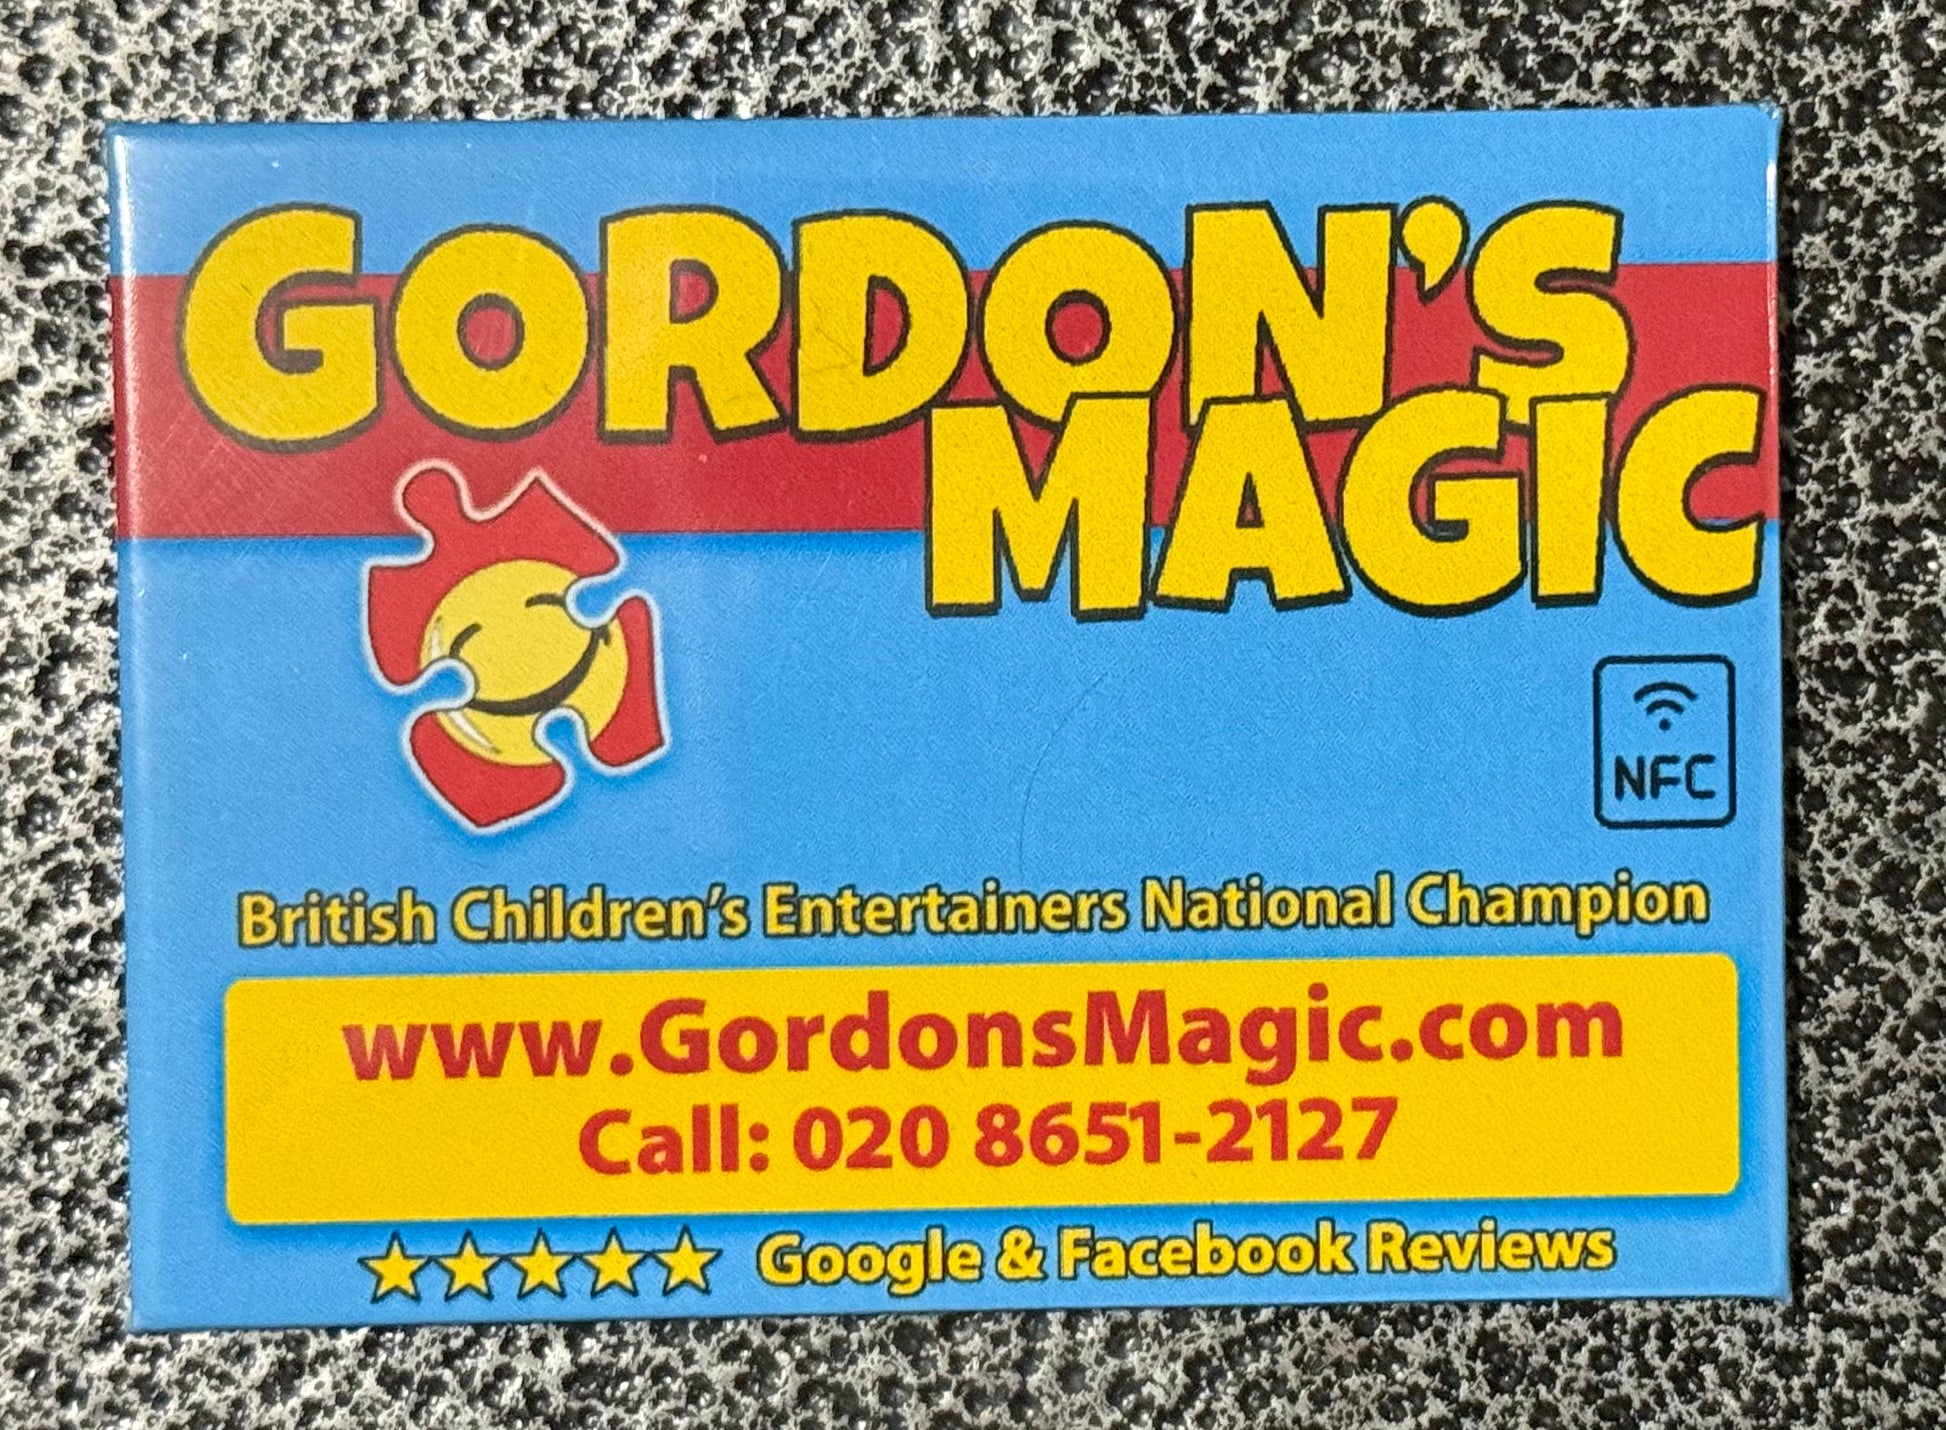 GORDON'S
MAGIC
NFC
British Children's Entertainers National Champion
www.GordonsMagic.com
Call: 020 8651-2127
Google & Facebook Reviews